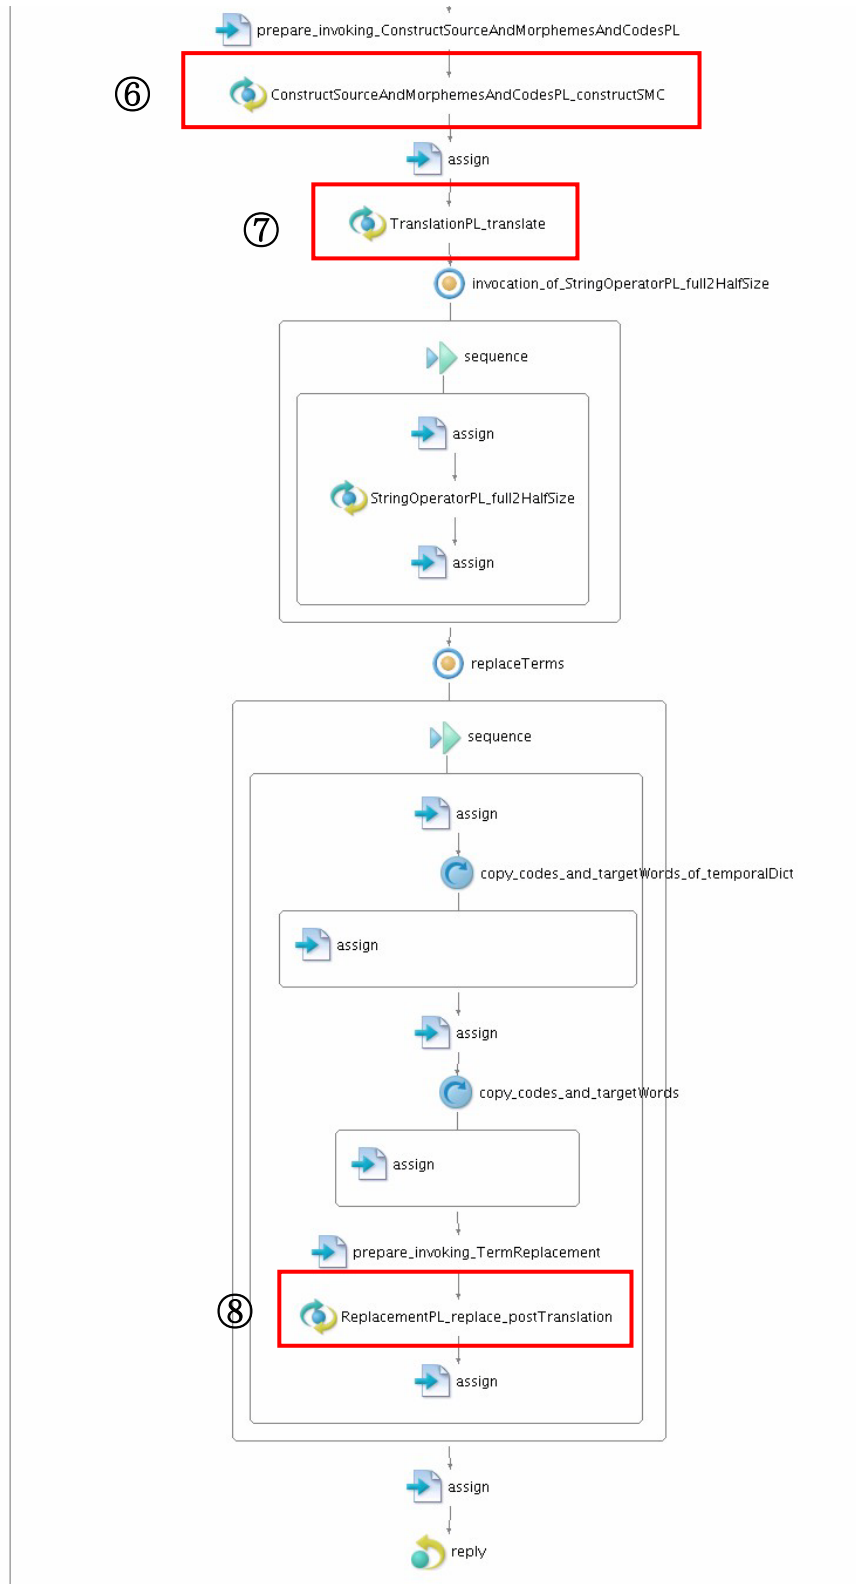 prepare_invoking_ConstructSourceAndMorphemesAndCodesPL
⑥
ConstructSourceAndMorphemesAndCodesPL_constructSMC
assign
⑦
TranslationPL_translate
invocation_of_StringOperatorPL_full2HalfSize
sequence
assign
StringOperatorPL_full2HalfSize
assign
replaceTerms
sequence
assign
copy_codes_and_targetWords_of_temporalDict
assign
assign
copy_codes_and_targetWords
assign
prepare_invoking_TermReplacement
⑧
ReplacementPL_replace_postTranslation
assign
assign
reply